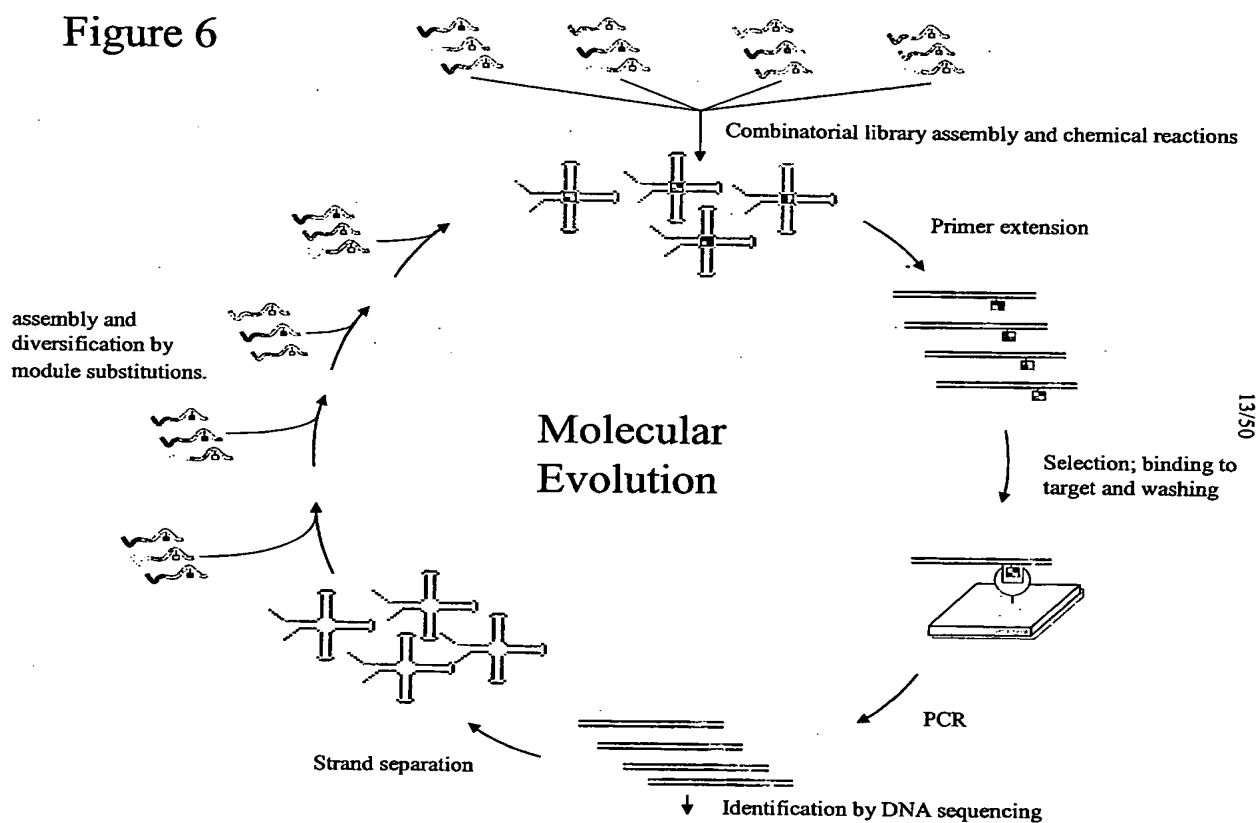 Figure 6
Combinatorial library assembly and chemical reactions
Primer extension
assembly and
diversification by
module substitutions.
Molecular
Evolution
13/50
Selection; binding to
target and washing
PCR
Strand separation
Identification by DNA sequencing